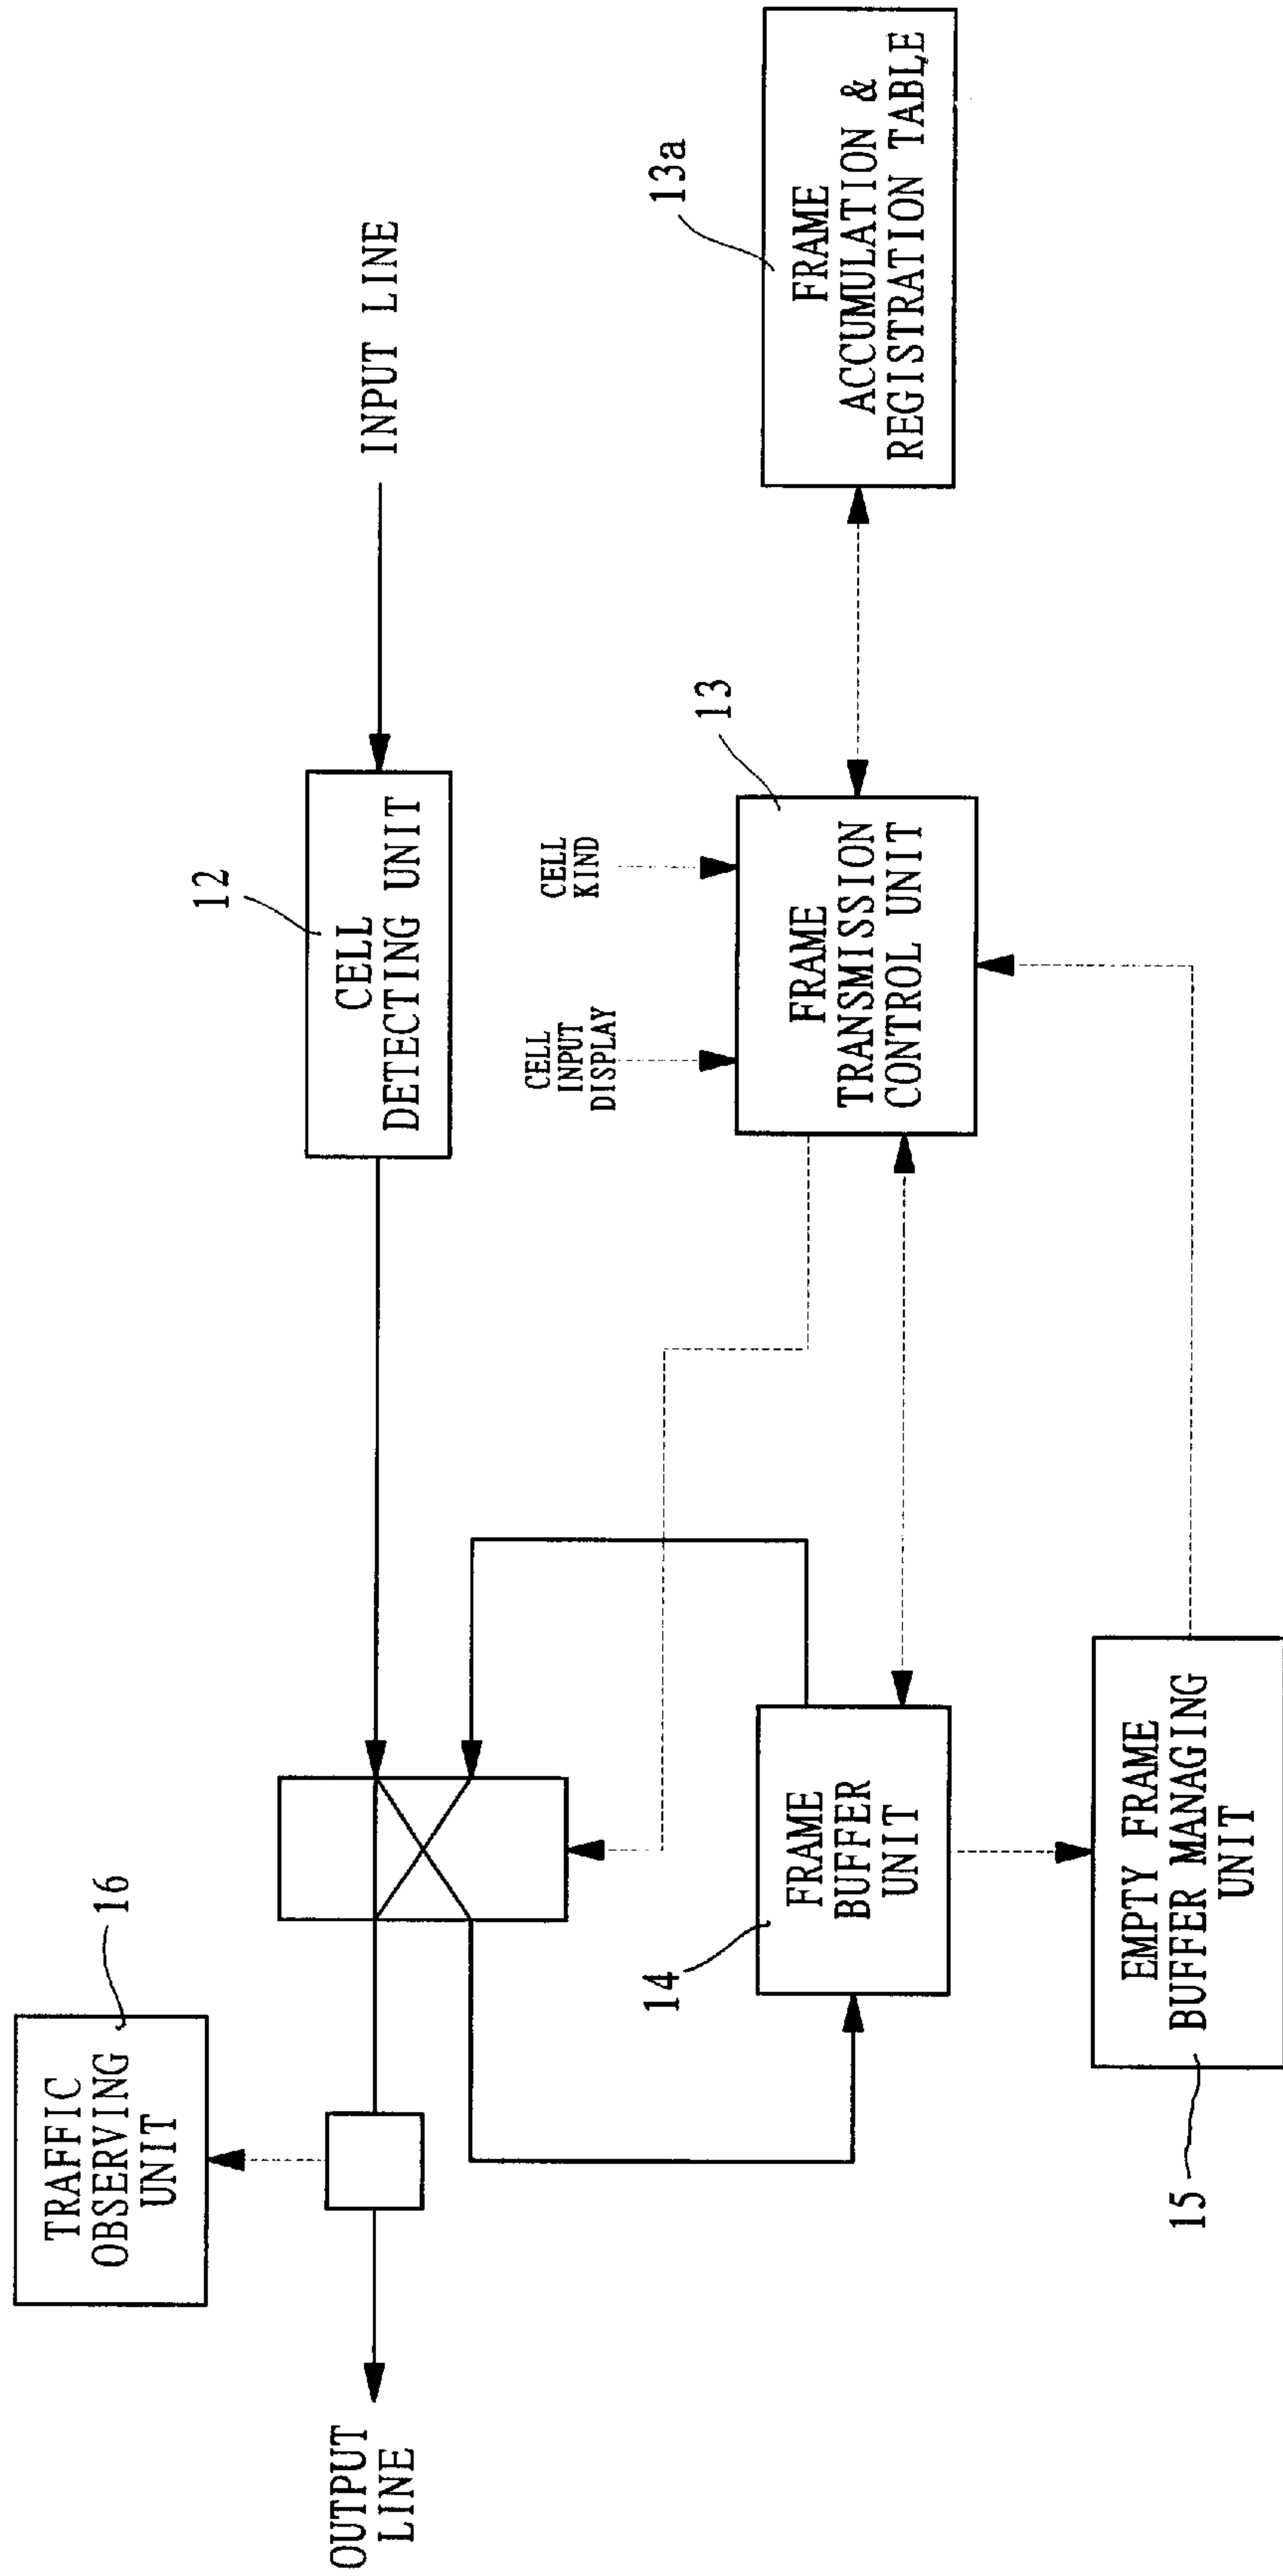 OUTPUT
LINE
TRAFFIC
OBSERVING
UNIT
16
12
CELL
DETECTING UNIT
INPUT LINE
CELL
INPUT
DISPLAY
CELL
KIND
14
FRAME
BUFFER
UNIT
13
FRAME
TRANSMISSION
CONTROL UNIT
13a
FRAME
ACCUMULATION &
REGISTRATION TABLE
15
EMPTY FRAME
BUFFER MANAGING
UNIT